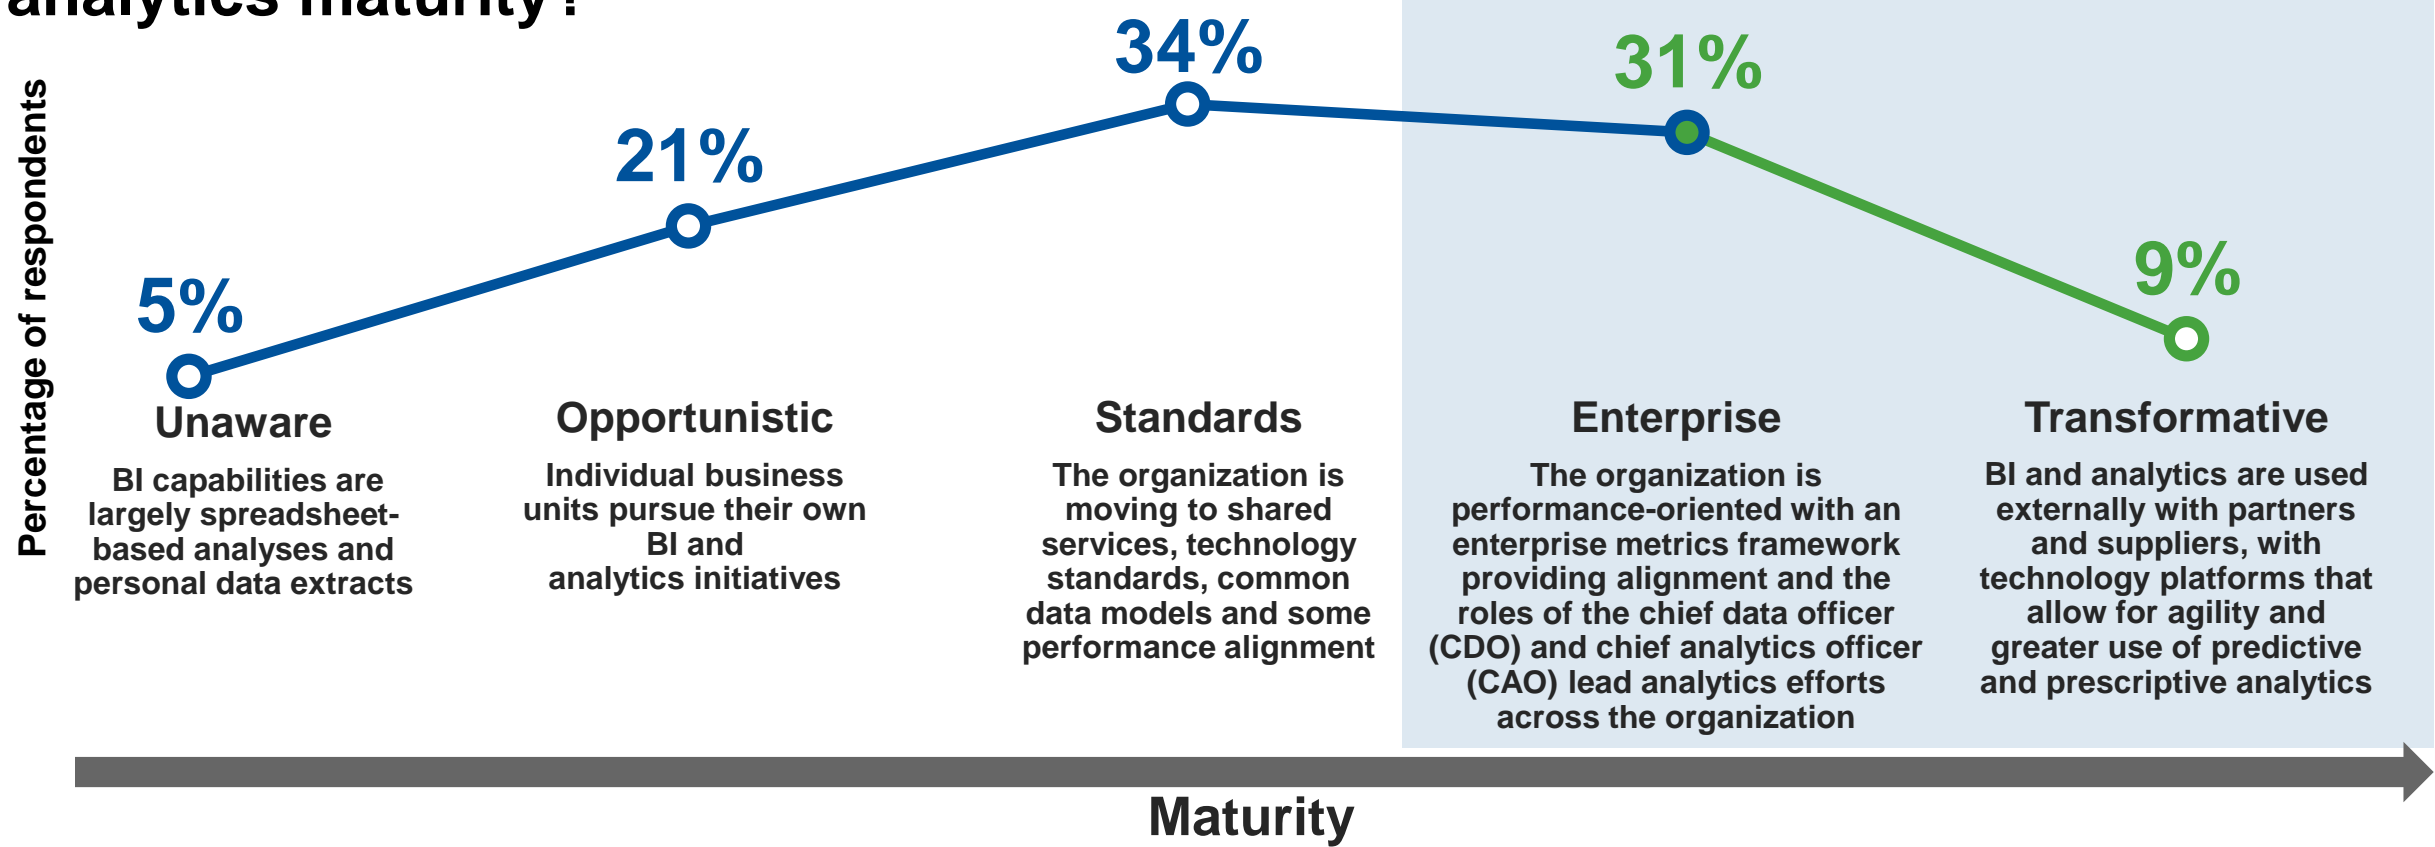 analytics maturity?
Percentage of respondents
5%
21%
34%
31%
9%
Unaware
BI capabilities are
largely spreadsheet-
based analyses and
personal data extracts
Opportunistic
Individual business
units pursue their own
BI and
analytics initiatives
Standards
The organization is
moving to shared
services, technology
standards, common
data models and some
performance alignment
Enterprise
The organization is
performance-oriented with an
enterprise metrics framework
providing alignment and the
roles of the chief data officer
(CDO) and chief analytics officer
(CAO) lead analytics efforts
across the organization
Transformative
BI and analytics are used
externally with partners
and suppliers, with
technology platforms that
allow for agility and
greater use of predictive
and prescriptive analytics
Maturity